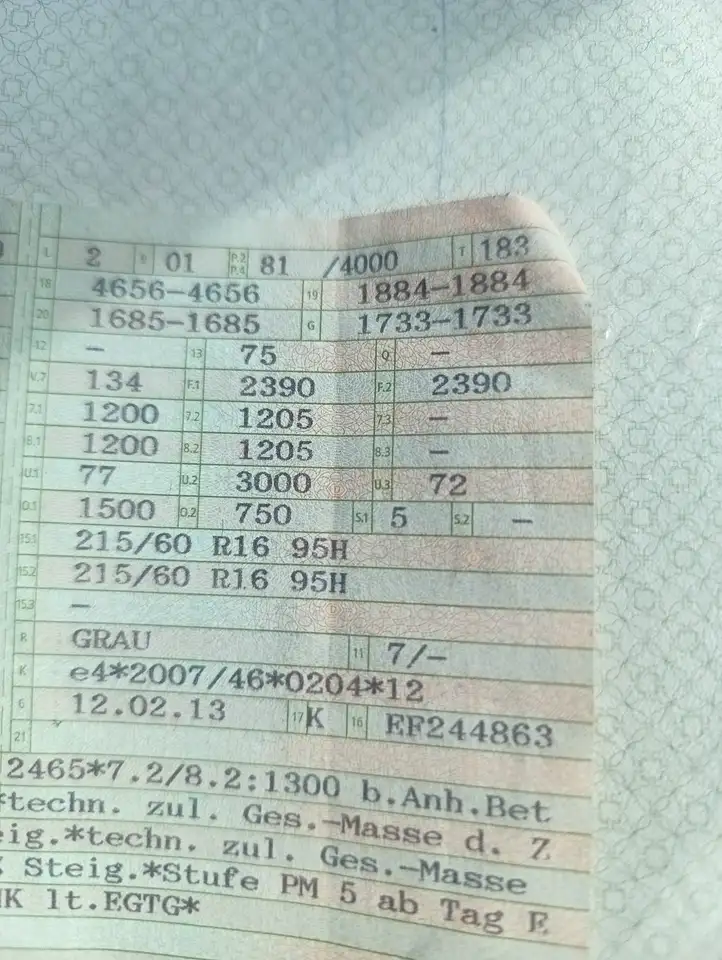 L 2 9 01 P.2 P.4 81 /4000 T 183
18 4656-4656 19 1884-1884
20 1685-1685 G 1733-1733
12 - 13 75 Q -
V.7 134 F.1 2390 F.2 2390
7.1 1200 7.2 1205 7.3 -
8.1 1200 8.2 1205 8.3 -
U.1 77 U.2 3000 U.3 72
O.1 1500 O.2 750 S.1 5 S.2 -
15.1 215/60 R16 95H
15.2 215/60 R16 95H
15.3 -
R GRAU 11 7/-
K e4*2007/46*0204*12
6 12.02.13 17 K 16 EF244863
21
2465*7.2/8.2:1300 b.Anh.Bet
*techn. zul. Ges.-Masse d. Z
eig.*techn. zul. Ges.-Masse
Steig.*Stufe PM 5 ab Tag E
K lt.EGTG*